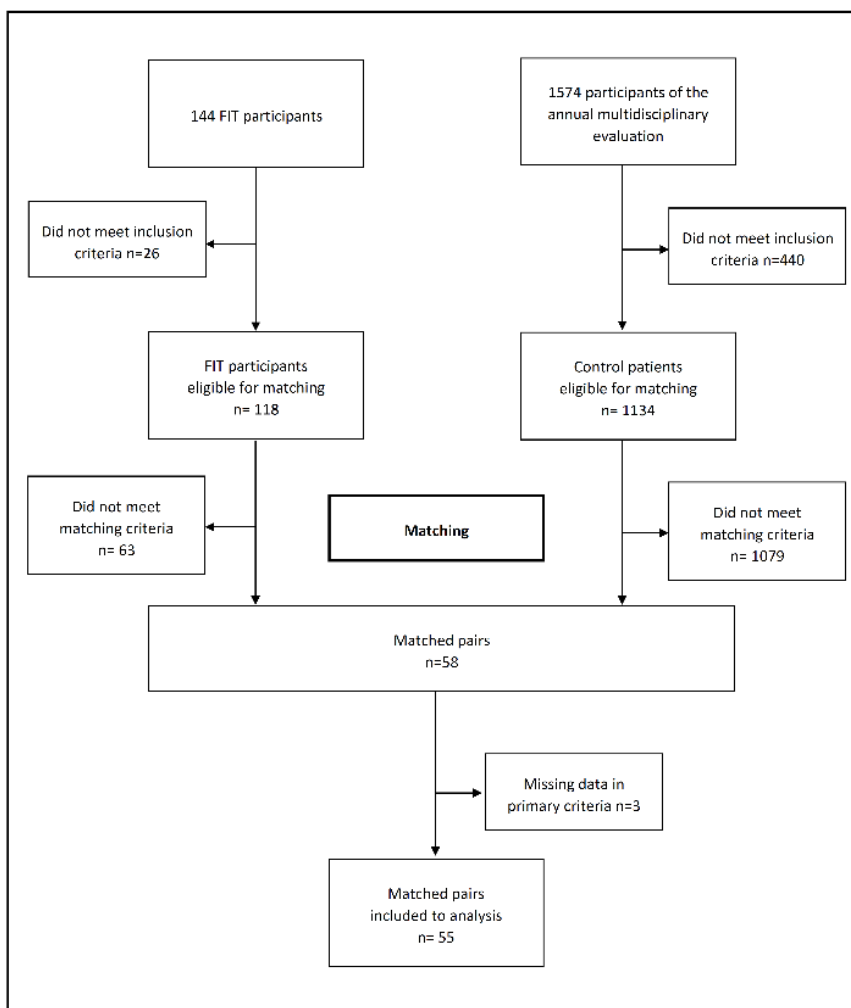 144 FIT participants
1574 participants of the
annual multidisciplinary
evaluation
Did not meet inclusion
criteria n=26
Did not meet inclusion
criteria n=440
FIT participants
eligible for matching
n= 118
Control patients
eligible for matching
n= 1134
Did not meet
matching criteria
n= 63
Matching
Did not meet
matching criteria
n= 1079
Matched pairs
n=58
Missing data in
primary criteria n=3
Matched pairs
included to analysis
n= 55